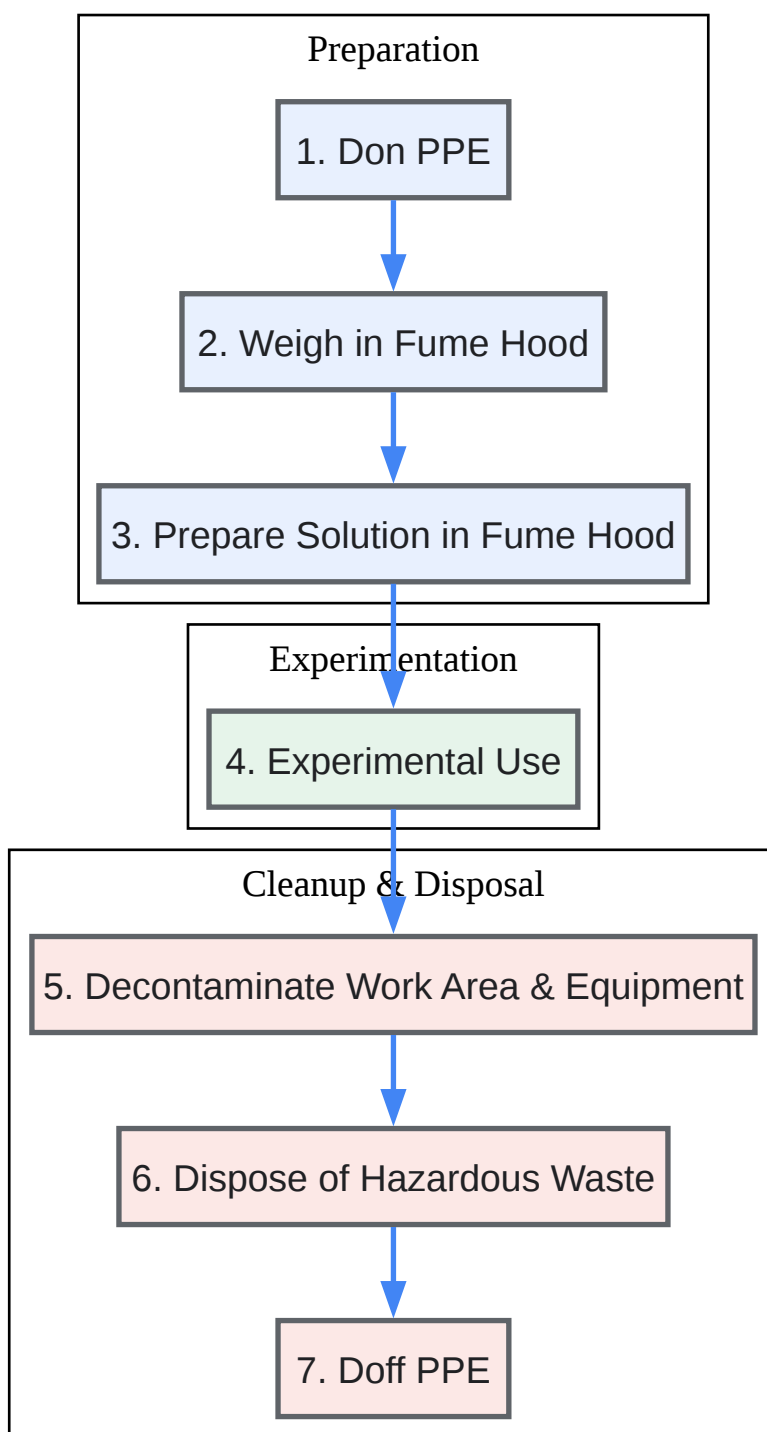 Preparation
1. Don PPE
2. Weigh in Fume Hood
3. Prepare Solution in Fume Hood
Experimentation
4. Experimental Use
Cleanup & Disposal
5. Decontaminate Work Area & Equipment
6. Dispose of Hazardous Waste
7. Doff PPE